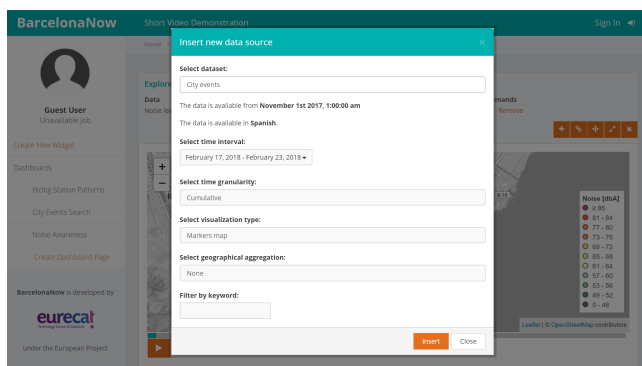 BarcelonaNow
Short Video Demonstration
Sign In
Home
Guest User
Unavailable job
Create New Widget
Dashboards
Bicing Station Patterns
City Events Search
Noise Awareness
Create Dashboard Page
BarcelonaNow is developed by
eurecat
under the European Project
Explore
Data
Noise lev
Insert new data source
×
Select dataset:
City events
The data is available from November 1st 2017, 1:00:00 am
The data is available in Spanish.
Select time interval:
February 17, 2018 - February 23, 2018
Select time granularity:
Cumulative
Select visualization type:
Markers map
Select geographical aggregation:
None
Filter by keyword:
Insert
Close
mands
Remove
+
−
B-10
Noise [dbA]
≥ 85
81 - 84
77 - 80
73 - 76
69 - 72
65 - 68
61 - 64
57 - 60
53 - 56
49 - 52
0 - 48
Leaflet | © OpenStreetMap contributors